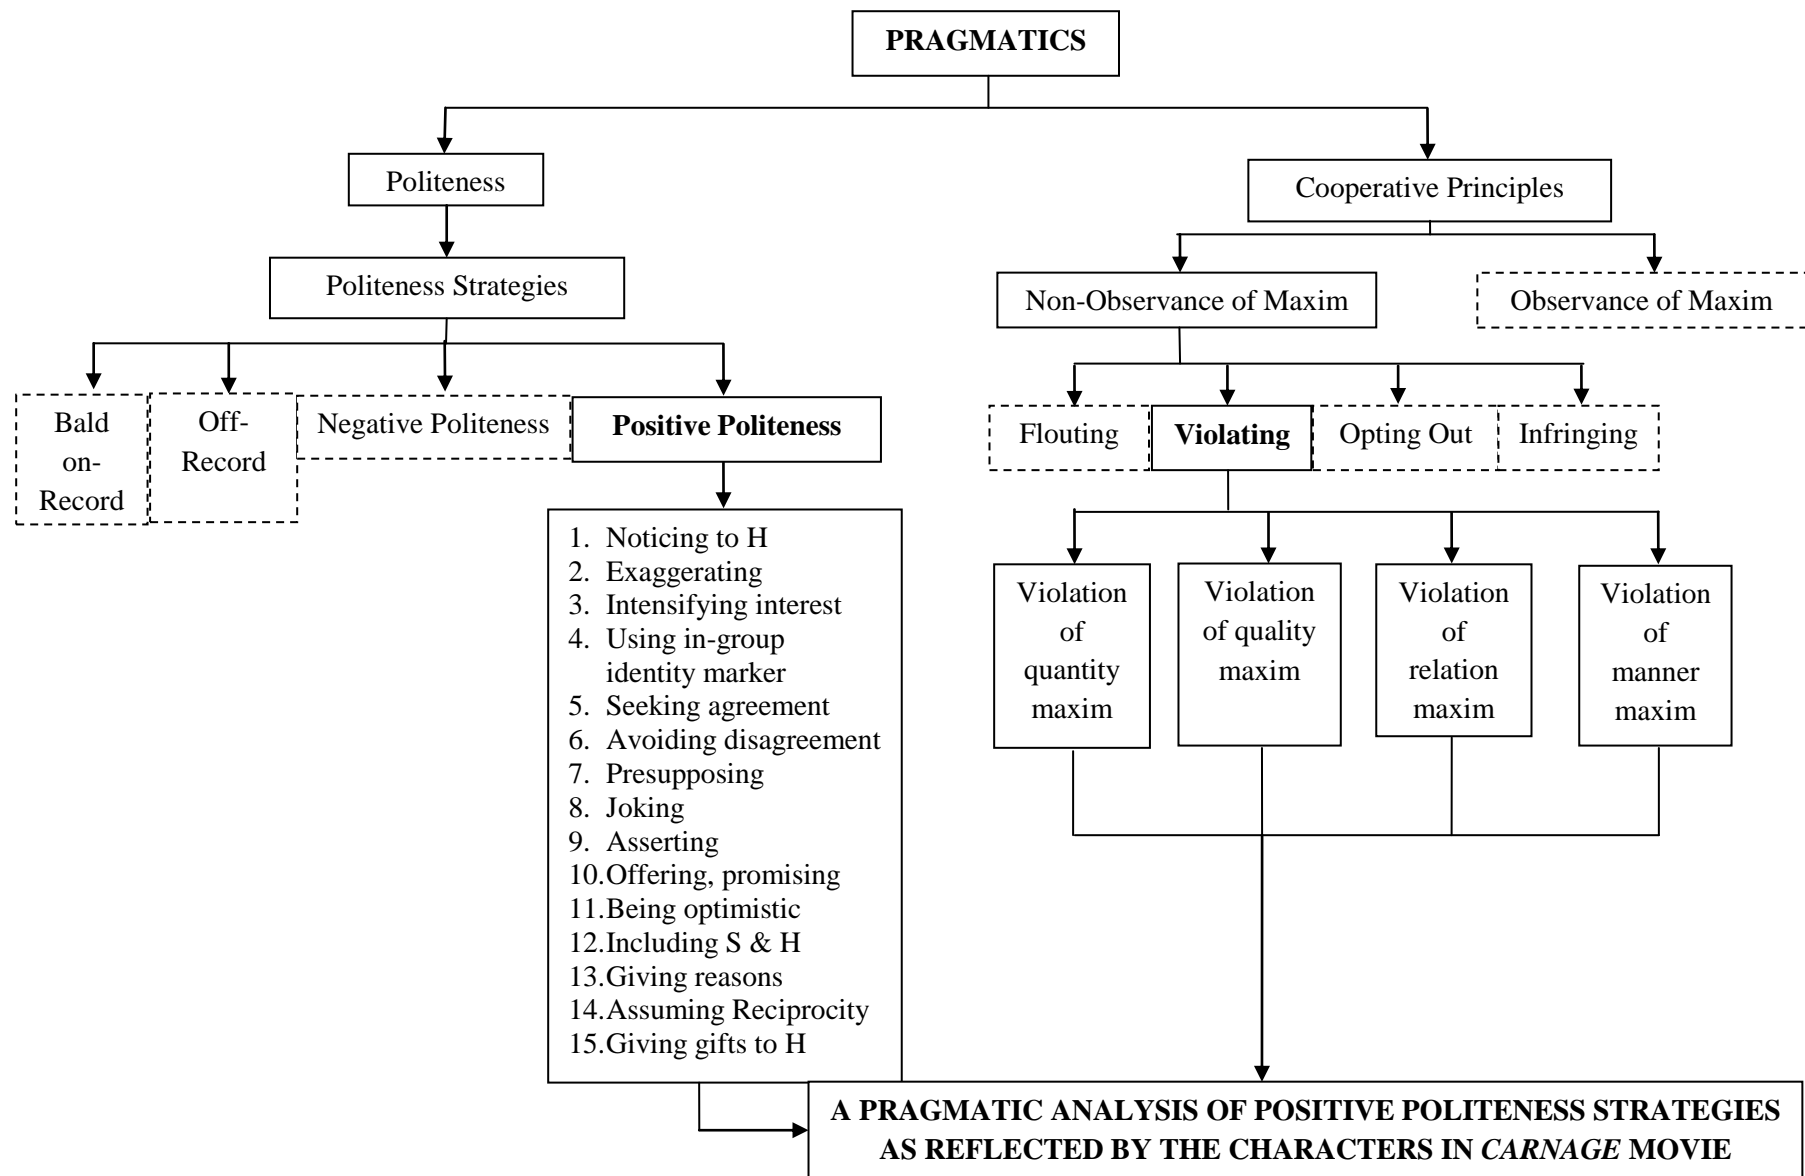 PRAGMATICS
Politeness
Cooperative Principles
Politeness Strategies
Non-Observance of Maxim
Observance of Maxim
Bald
on-
Record
Off-
Record
Negative Politeness
Positive Politeness
Flouting
Violating
Opting Out
Infringing
1. Noticing to H
2. Exaggerating
3. Intensifying interest
4. Using in-group
identity marker
5. Seeking agreement
6. Avoiding disagreement
7. Presupposing
8. Joking
9. Asserting
10.Offering, promising
11.Being optimistic
12.Including S & H
13.Giving reasons
14.Assuming Reciprocity
15.Giving gifts to H
Violation
of
quantity
maxim
Violation
of quality
maxim
Violation
of
relation
maxim
Violation
of
manner
maxim
A PRAGMATIC ANALYSIS OF POSITIVE POLITENESS STRATEGIES
AS REFLECTED BY THE CHARACTERS IN CARNAGE MOVIE